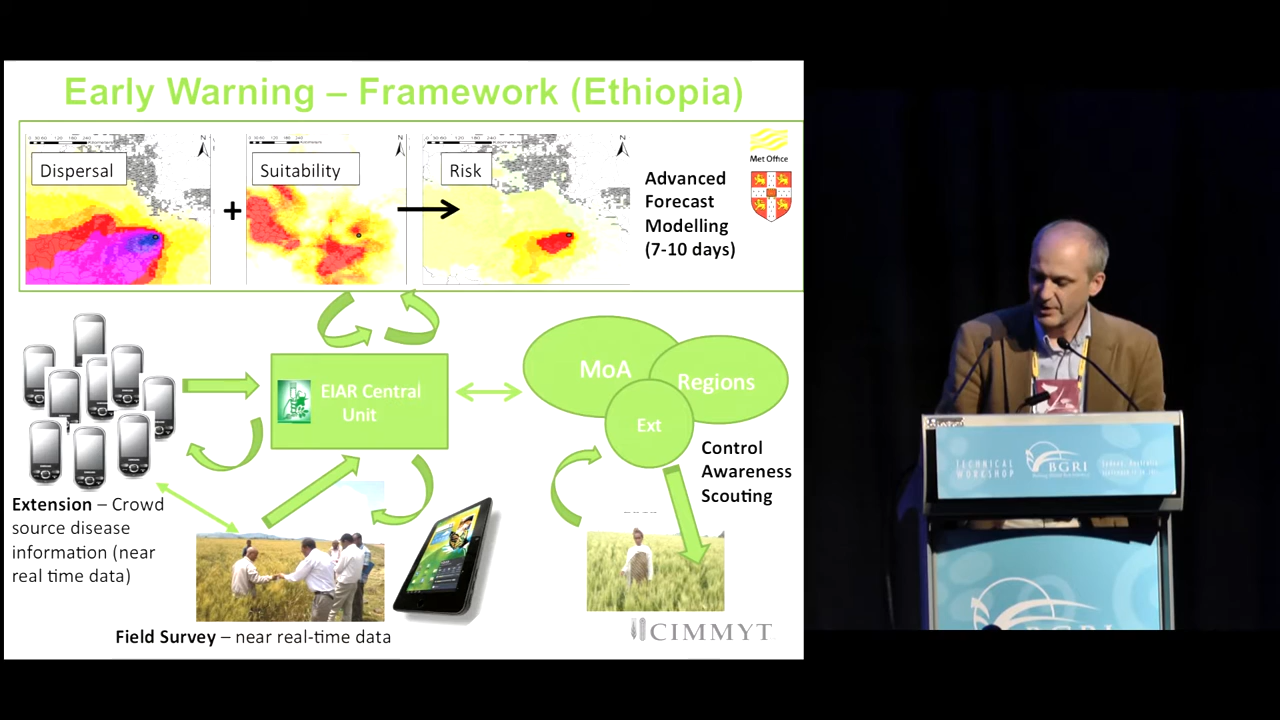 Early Warning – Framework (Ethiopia)
Dispersal
Suitability
Risk
N
N
N
+
Met Office
Advanced
Forecast
Modelling
(7-10 days)
EIAR Central
Unit
MoA
Regions
Ext
Control
Awareness
Scouting
Extension – Crowd
source disease
information (near
real time data)
Field Survey – near real-time data
CIMMYT
TECHNICAL
WORKSHOP
BGRI
BGRI